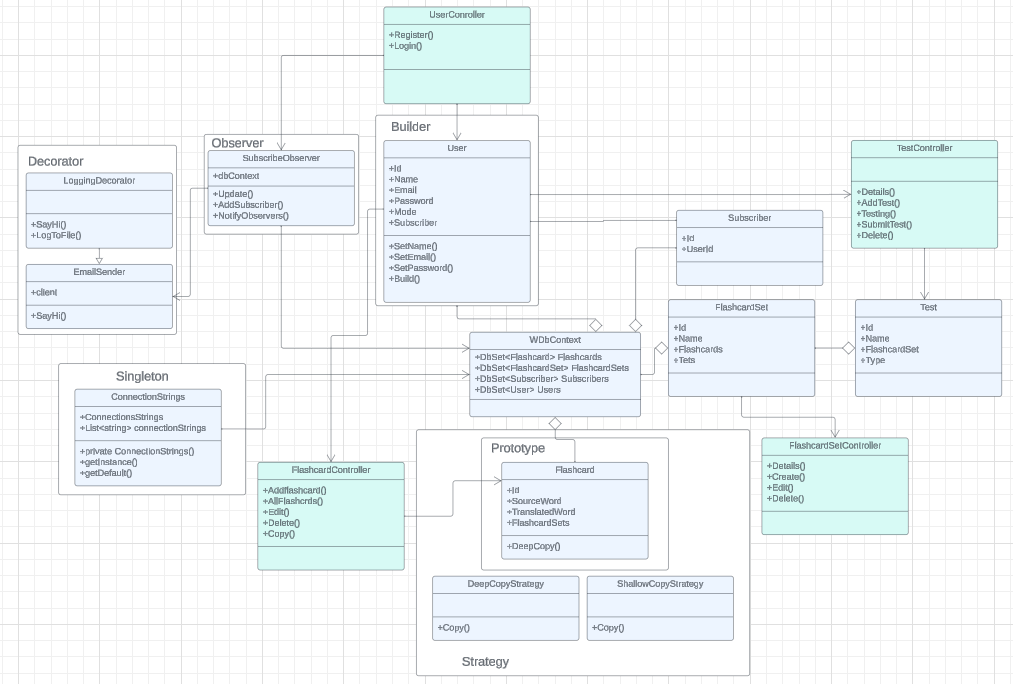 UserConroller
+Register()
+Login()
Builder
User
+Id
+Name
+Email
+Password
+Mode
+Subscriber
+SetName()
+SetEmail()
+SetPassword()
+Build()
Observer
SubscribeObserver
+dbContext
+Update()
+AddSubscriber()
+NotifyObservers()
Decorator
LoggingDecorator
+SayHi()
+LogToFile()
EmailSender
+client
+SayHi()
TestController
+Details()
+AddTest()
+Testing()
+SubmitTest()
+Delete()
Subscriber
+Id
+UserId
FlashcardSet
+Id
+Name
+Flashcards
+Tets
Test
+Id
+Name
+FlashcardSet
+Type
WDbContext
+DbSet<Flashcard> Flashcards
+DbSet<FlashcardSet> FlashcardSets
+DbSet<Subscriber> Subscribers
+DbSet<User> Users
Singleton
ConnectionStrings
+ConnectionsStrings
+List<string> connectionStrings
+private ConnectionStrings()
+getInstance()
+getDefault()
FlashcardController
+Addflashcard()
+AllFlashcrds()
+Edit()
+Delete()
+Copy()
Prototype
Flashcard
+Id
+SourceWord
+TranslatedWord
+FlashcardSets
+DeepCopy()
FlashcardSetController
+Details()
+Create()
+Edit()
+Delete()
DeepCopyStrategy
+Copy()
ShallowCopyStrategy
+Copy()
Strategy